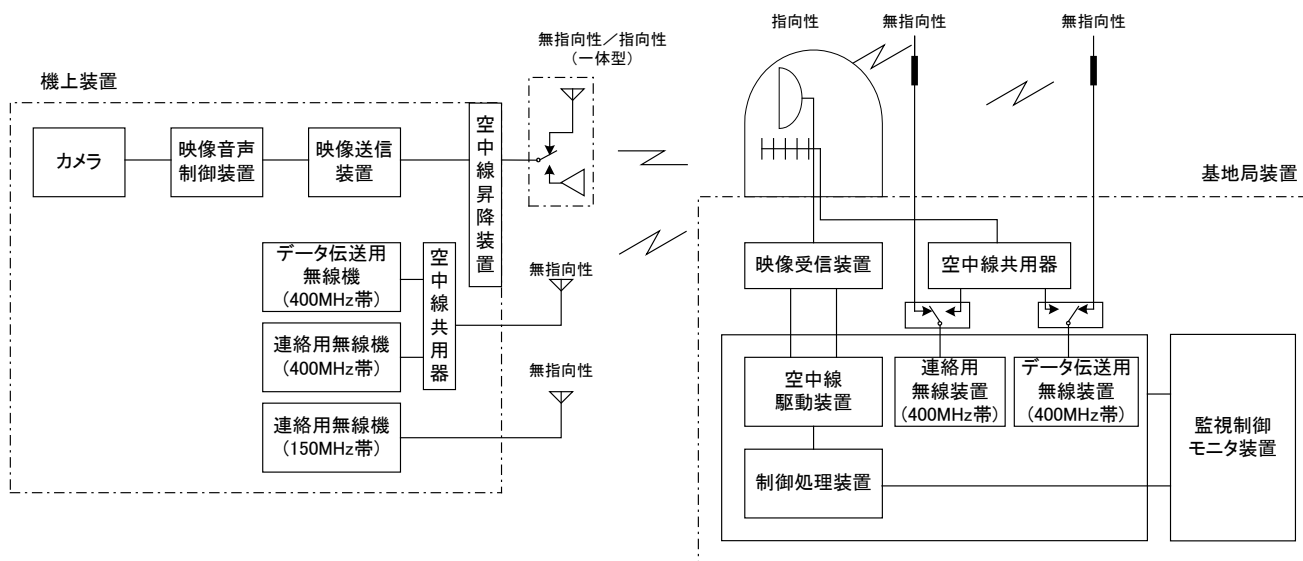 機上装置
カメラ
映像音声
制御装置
映像送信
装置
空中線昇降装置
無指向性／指向性
（一体型）
データ伝送用
無線機
(400MHz帯)
連絡用無線機
(400MHz帯)
連絡用無線機
(150MHz帯)
空中線共用器
無指向性
無指向性
指向性
無指向性
無指向性
基地局装置
映像受信装置
空中線共用器
空中線
駆動装置
連絡用
無線装置
(400MHz帯)
データ伝送用
無線装置
(400MHz帯)
制御処理装置
監視制御
モニタ装置